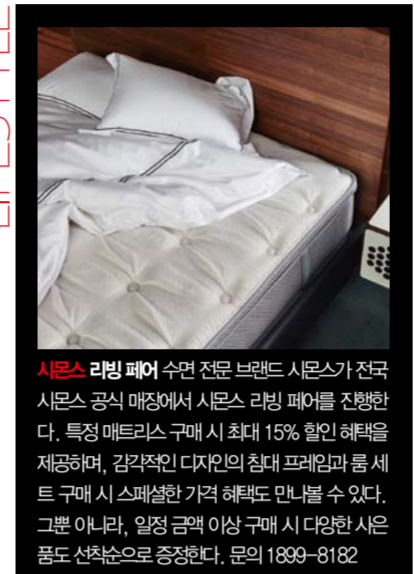 시몬스 리빙 페어 수면 전문 브랜드 시몬스가 전국
시몬스 공식 매장에서 시몬스 리빙 페어를 진행한
다. 특정 매트리스 구매 시 최대 15% 할인 혜택을
제공하며, 감각적인 디자인의 침대 프레임과 룸 세
트 구매 시 스페셜한 가격 혜택도 만나볼 수 있다.
그뿐 아니라, 일정 금액 이상 구매 시 다양한 사은
품도 선착순으로 증정한다. 문의 1899-8182